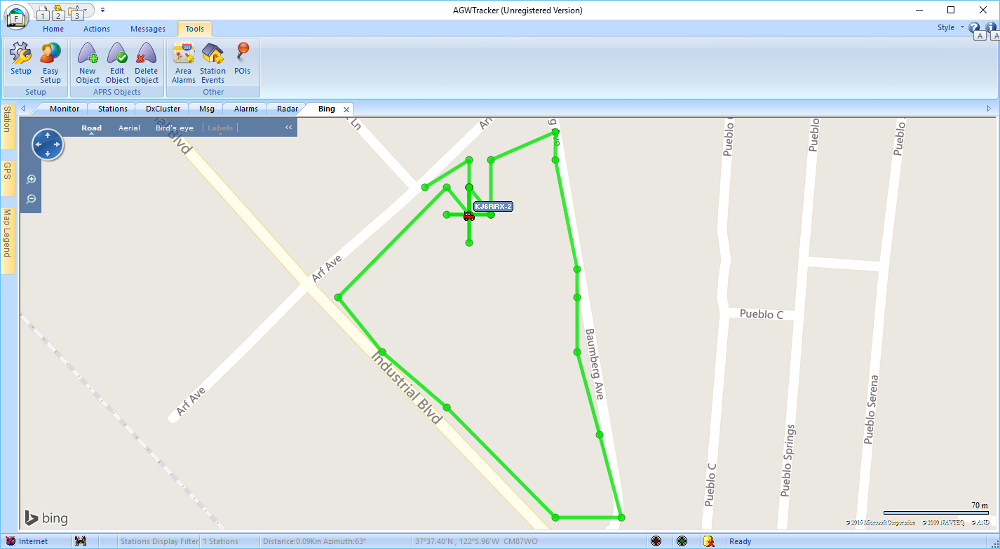 AGWTracker (Unregistered Version)
F
1 2 3
Home Actions Messages Tools
Style
A A
Setup Easy Setup New Object Edit Object Delete Object Area Alarms Station Events POIs
Setup APRS Objects Other
Monitor Stations DxCluster Msg Alarms Radar Bing
Station
GPS
Map Legend
Road Aerial Bird's eye Labels <<
Blvd
Ln
Pueblo
Pueblo
Pueblo
KJ6RRX-2
Arf Ave
Pueblo C
Baumberg Ave
Industrial Blvd
Arf Ave
Pueblo Serena
Pueblo Springs
Pueblo C
70 m
bing
© 2016 Microsoft Corporation © 2010 NAVTEQ © AND
Internet Stations Display Filter 1 Stations Distance:0.09Km Azimuth:63° 37°37.40'N , 122°5.96'W CM87WO Ready